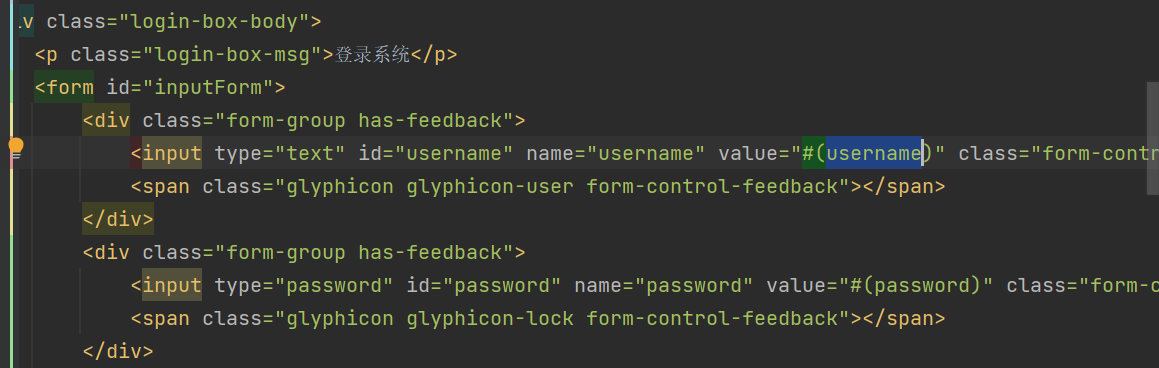 iv class="login-box-body">
<p class="login-box-msg">登录系统</p>
<form id="inputForm">
<div class="form-group has-feedback">
<input type="text" id="username" name="username" value="#(username)" class="form-contr
<span class="glyphicon glyphicon-user form-control-feedback"></span>
</div>
<div class="form-group has-feedback">
<input type="password" id="password" name="password" value="#(password)" class="form-c
<span class="glyphicon glyphicon-lock form-control-feedback"></span>
</div>